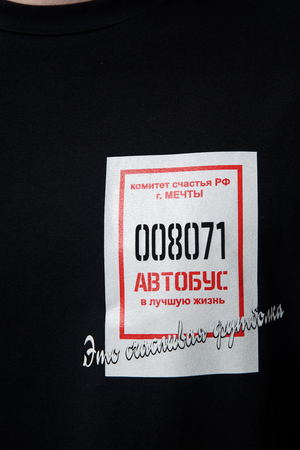 комитет счастья РФ
г. МЕЧТЫ
008071
АВТОБУС
в лучшую жизнь
Это счастливая футболка